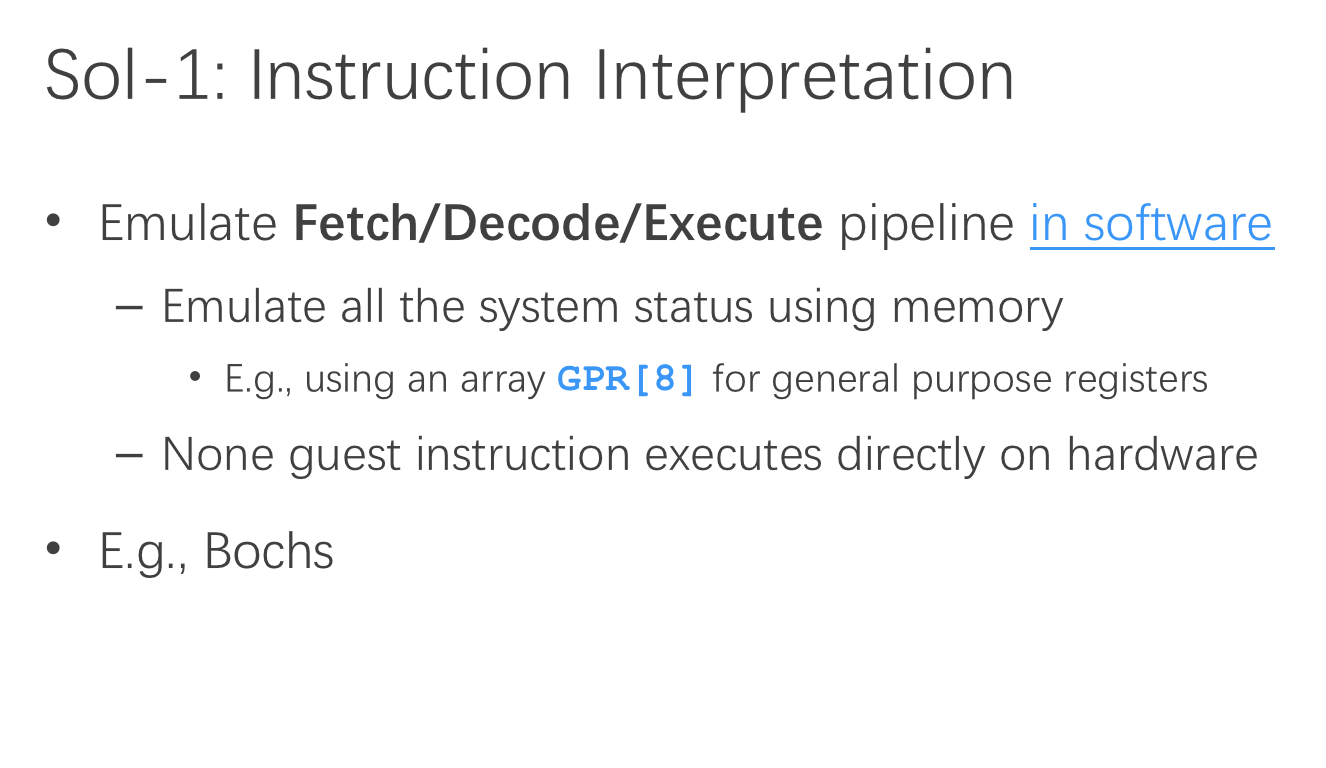 Sol-1: Instruction Interpretation
• Emulate Fetch/Decode/Execute pipeline in software
– Emulate all the system status using memory
• E.g., using an array GPR[8] for general purpose registers
– None guest instruction executes directly on hardware
• E.g., Bochs